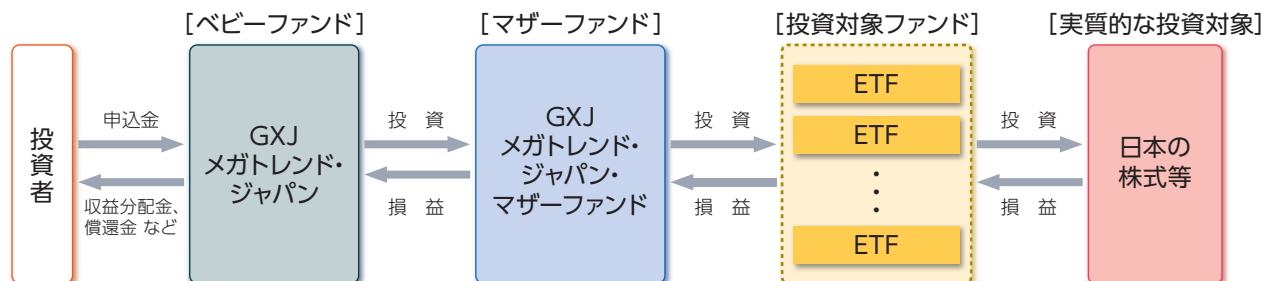 [ベビーファンド]
[マザーファンド]
[投資対象ファンド]
[実質的な投資対象]
投資者
申込金
収益分配金、
償還金 など
GXJ
メガトレンド・
ジャパン
投 資
損 益
GXJ
メガトレンド・
ジャパン・
マザーファンド
投 資
損 益
ETF
ETF
・
・
・
ETF
投 資
損 益
日本の
株式等